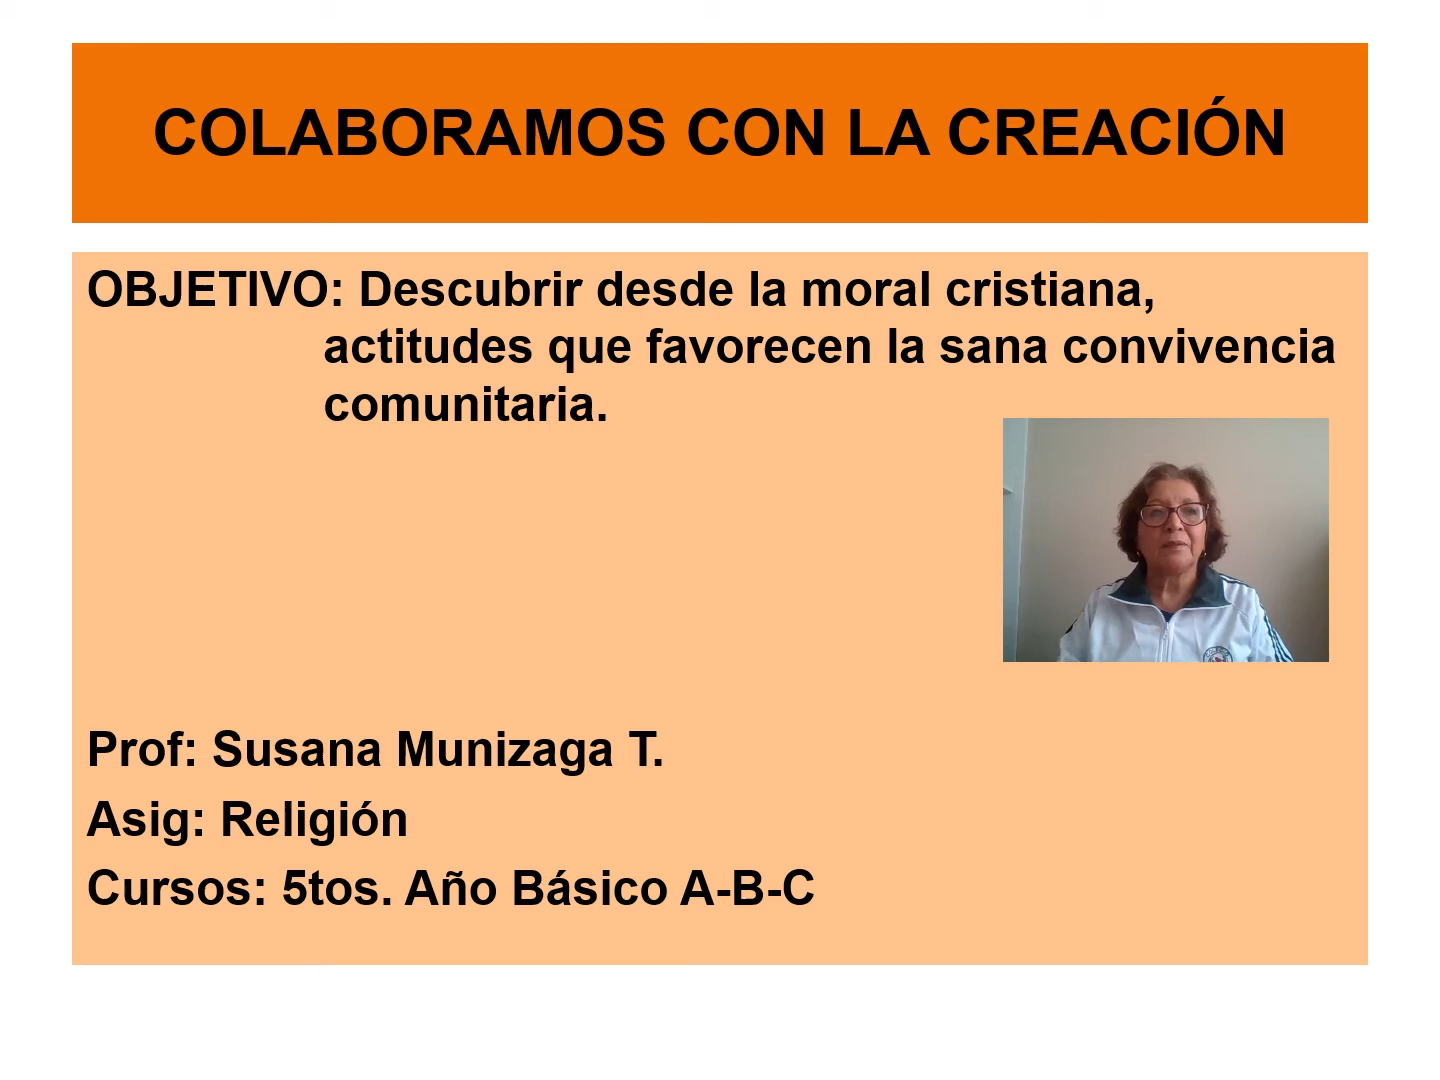 COLABORAMOS CON LA CREACIÓN
OBJETIVO: Descubrir desde la moral cristiana,
actitudes que favorecen la sana convivencia
comunitaria.
Prof: Susana Munizaga T.
Asig: Religión
Cursos: 5tos. Año Básico A-B-C